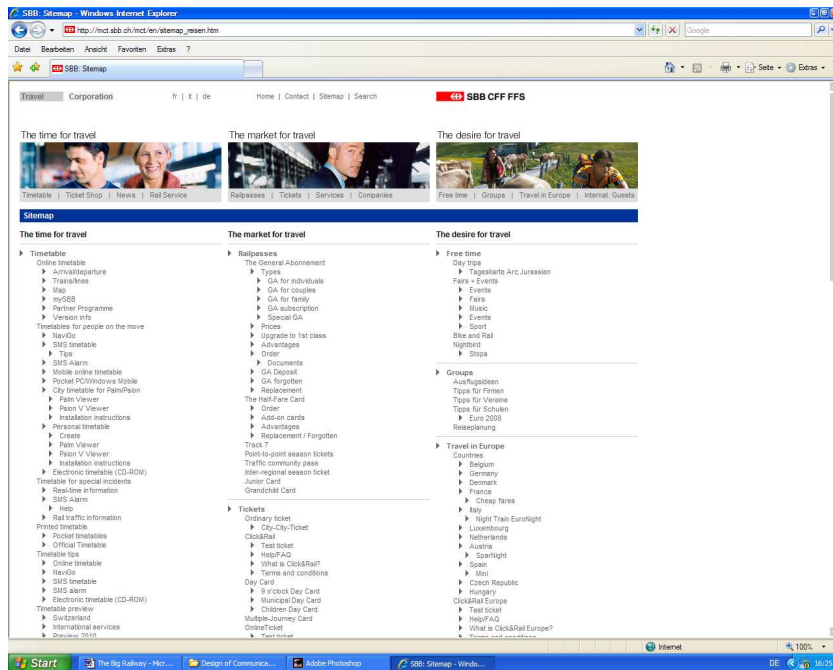 SBB: Sitemap - Windows Internet Explorer
http://mct.sbb.ch/mct/en/sitemap_reisen.htm
Google
Datei Bearbeiten Ansicht Favoriten Extras ?
SBB: Sitemap
Seite Extras
Travel Corporation fr | it | de Home | Contact | Sitemap | Search SBB CFF FFS
The time for travel The market for travel The desire for travel
Timetable | Ticket Shop | News | Rail Service Railpasses | Tickets | Services | Companies Free time | Groups | Travel in Europe | Internat. Guests
Sitemap
The time for travel
Timetable
Online timetable
Arrival/departure
Trains/lines
Map
mySBB
Partner Programme
Version info
Timetables for people on the move
NaviGo
SMS timetable
Tips
SMS Alarm
Mobile online timetable
Pocket PC/Windows Mobile
City timetable for Palm/Psion
Palm Viewer
Psion V Viewer
Installation instructions
Personal timetable
Create
Palm Viewer
Psion V Viewer
Installation instructions
Electronic timetable (CD-ROM)
Timetable for special incidents
Real-time information
SMS Alarm
Help
Rail traffic information
Printed timetable
Pocket timetables
Official Timetable
Timetable tips
Online timetable
NaviGo
SMS timetable
SMS alarm
Electronic timetable (CD-ROM)
Timetable preview
Switzerland
International services
Preview 2010
The market for travel
Railpasses
The General Abonnement
Types
GA for individuals
GA for couples
GA for family
GA subscription
Special GA
Prices
Upgrade to 1st class
Advantages
Order
Documents
GA Deposit
GA forgotten
Replacement
The Half-Fare Card
Order
Add-on cards
Advantages
Replacement / Forgotten
Track 7
Point-to-point season tickets
Traffic community pass
Inter-regional season ticket
Junior Card
Grandchild Card
Tickets
Ordinary ticket
City-City-Ticket
Click&Rail
Test ticket
Help/FAQ
What is Click&Rail?
Terms and conditions
Day Card
9 o'clock Day Card
Municipal Day Card
Children Day Card
Multiple-Journey Card
OnlineTicket
Test ticket
The desire for travel
Free time
Day trips
Tageskarte Arc Jurassien
Fairs + Events
Events
Fairs
Music
Events
Sport
Bike and Rail
Nightbird
Stops
Groups
Ausflugsideen
Tipps für Firmen
Tipps für Vereine
Tipps für Schulen
Euro 2008
Reiseplanung
Travel in Europe
Countries
Belgium
Germany
Denmark
France
Cheap fares
Italy
Night Train EuroNight
Luxembourg
Netherlands
Austria
SparNight
Spain
Mini
Czech Republic
Hungary
Click&Rail Europe
Test ticket
Help/FAQ
What is Click&Rail Europe?
Terms and conditions
Internet 100%
Start The Big Railway - Micr... Design of Communica... Adobe Photoshop SBB: Sitemap - Windo... DE 16:25